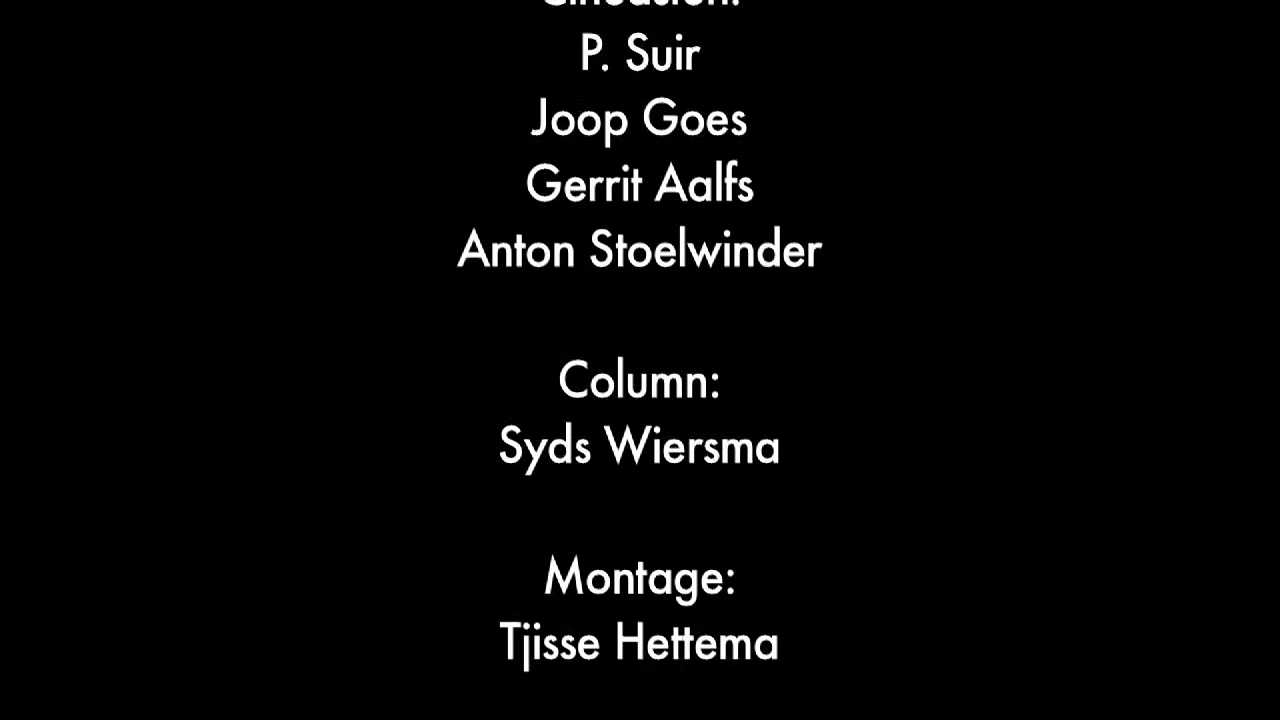 P. Suir
Joop Goes
Gerrit Aalfs
Anton Stoelwinder
Column:
Syds Wiersma
Montage:
Tjisse Hettema